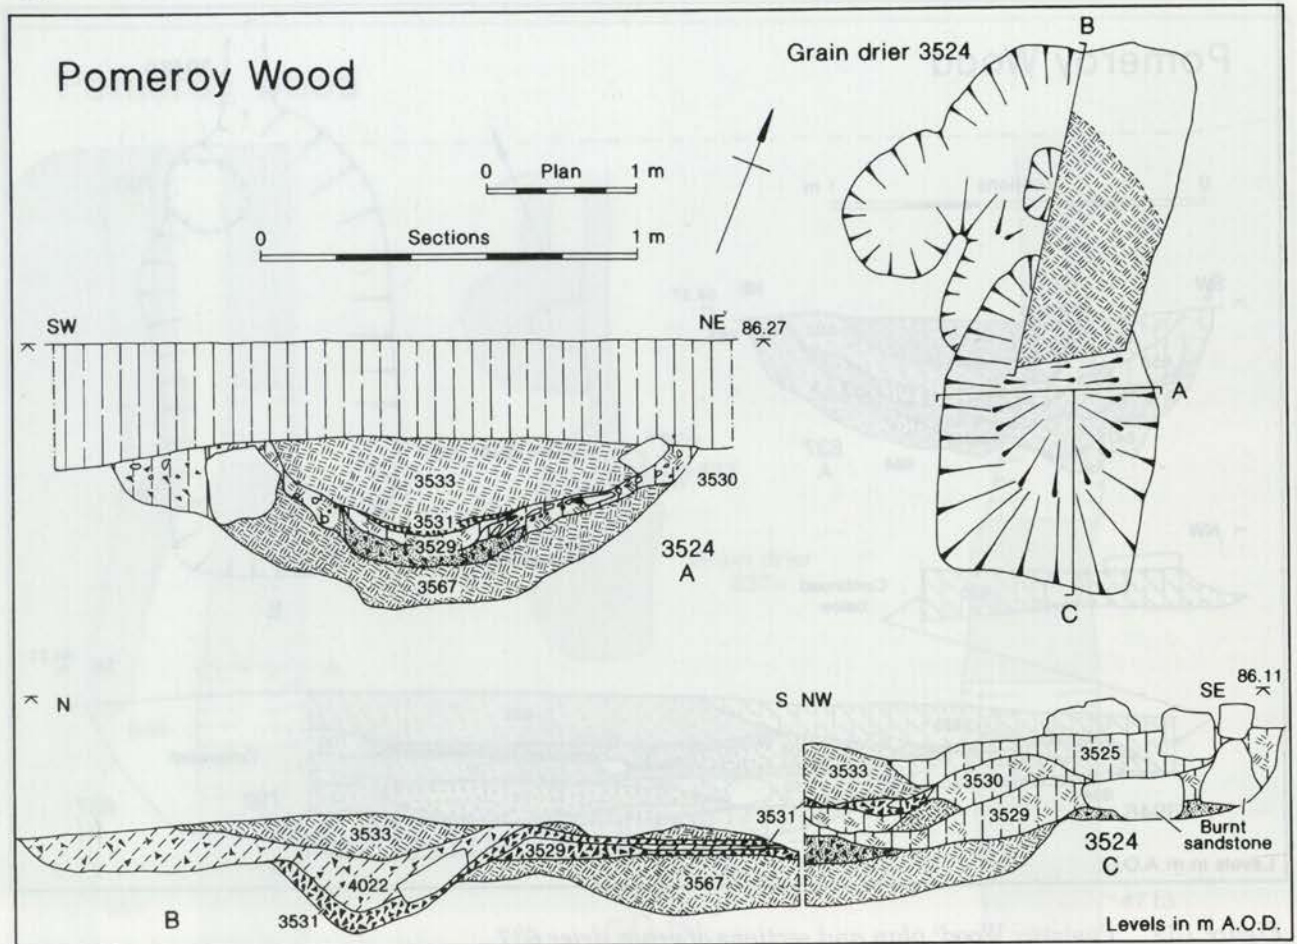 Pomeroy Wood
Grain drier 3524
B
0 Plan 1 m
0 Sections 1 m
SW
NE
86.27
A
3533
3530
3531
3529
3524
A
3567
C
N
S NW
SE
86.11
3525
3533
3530
3531
3529
3533
3529
3524
C
Burnt
sandstone
3567
4022
B
3531
Levels in m A.O.D.